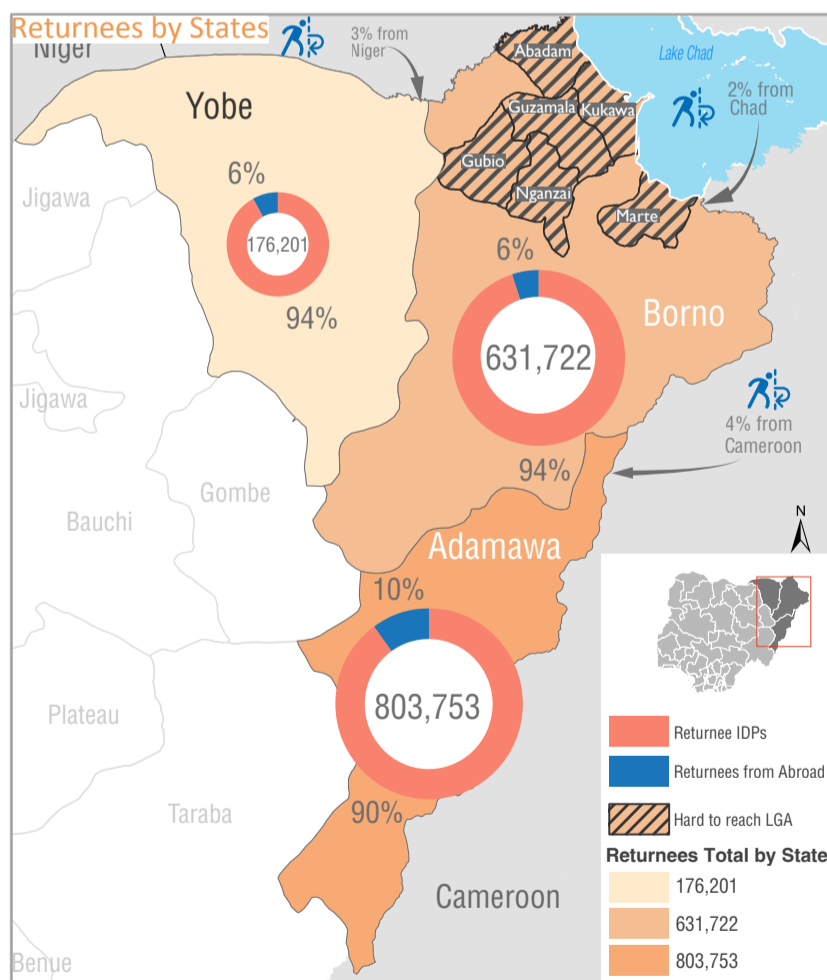 Returnees by States
Niger
3% from
Niger
Abadam
Lake Chad
2% from
Chad
Yobe
Guzamala
Kukawa
Gubio
Nganzai
Marte
Jigawa
6%
176,201
94%
6%
Borno
631,722
94%
Jigawa
4% from
Cameroon
Gombe
Bauchi
N
Adamawa
10%
803,753
90%
Plateau
Taraba
Cameroon
Benue
Returnee IDPs
Returnees from Abroad
Hard to reach LGA
Returnees Total by State
176,201
631,722
803,753